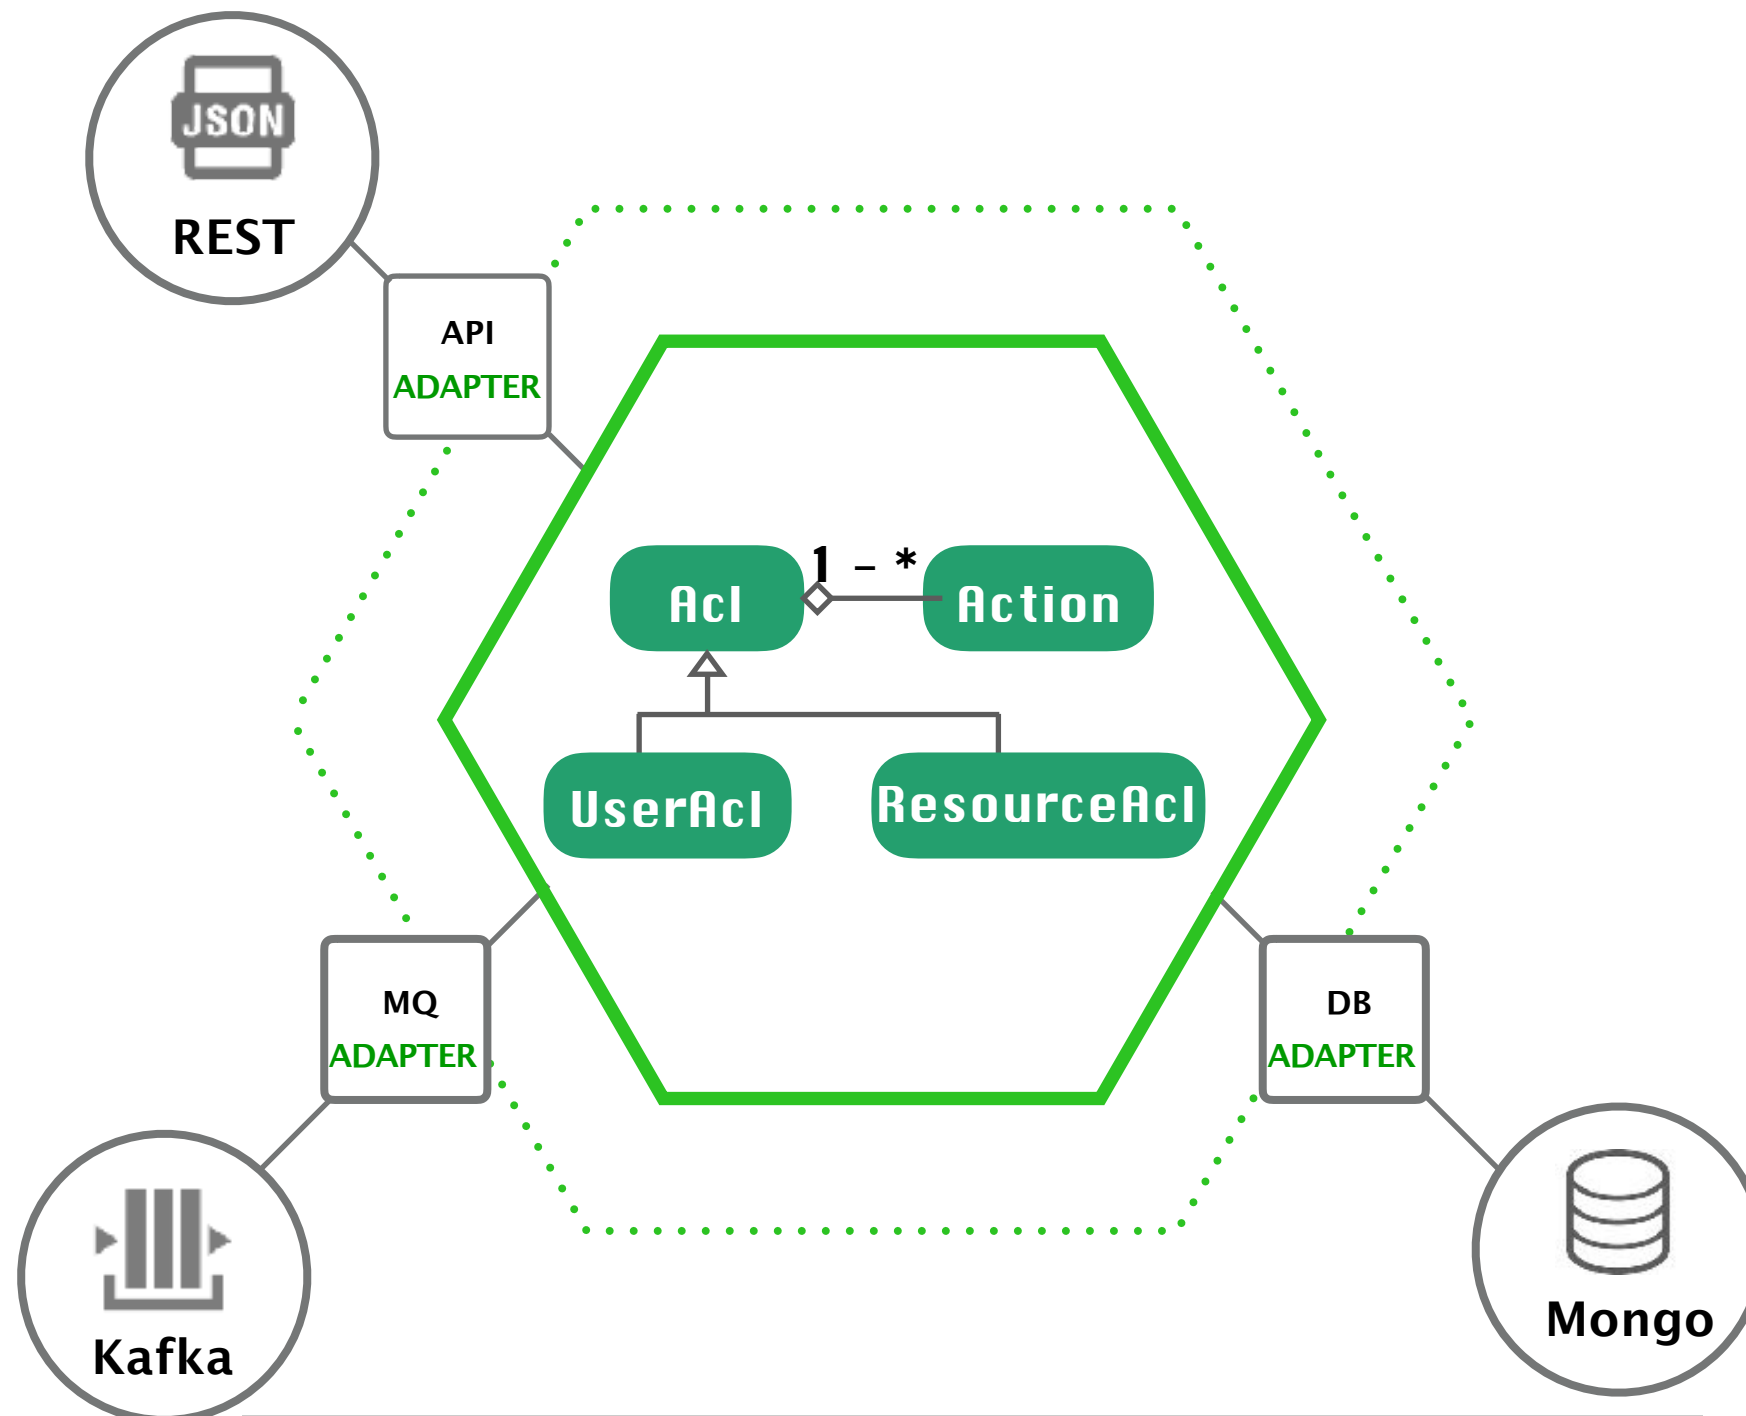 JSON
REST
API
ADAPTER
1 - *
Acl
Action
UserAcl
ResourceAcl
MQ
ADAPTER
DB
ADAPTER
Kafka
Mongo